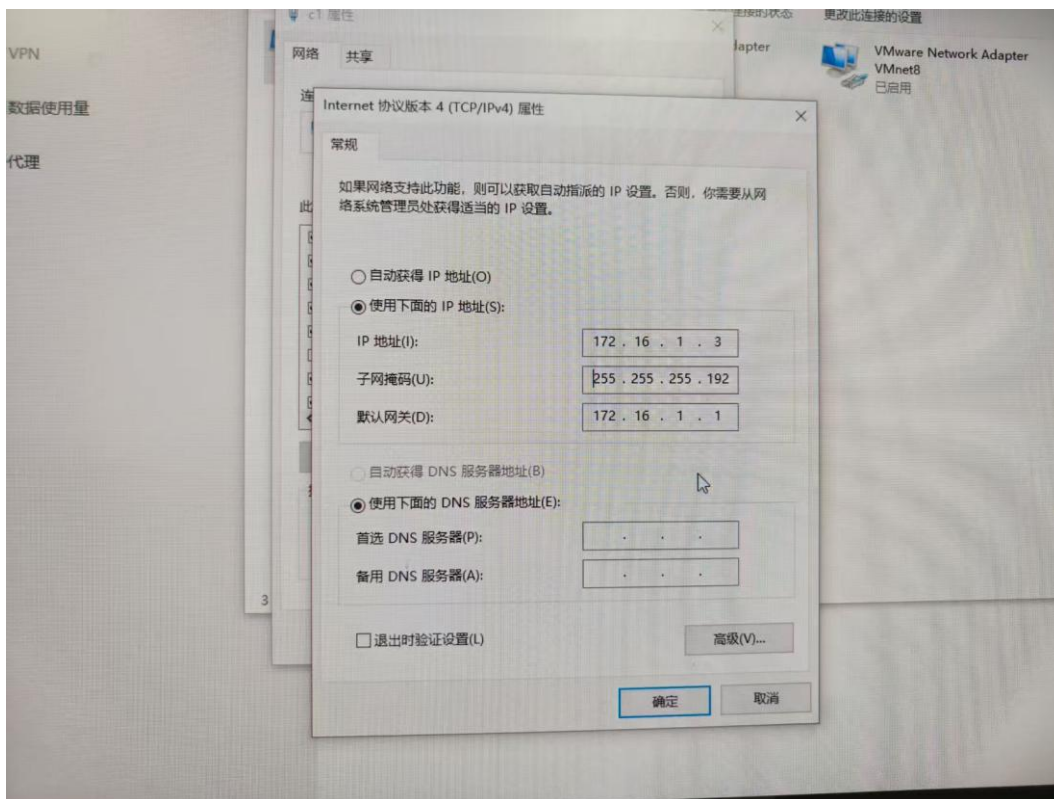 VPN
数据使用量
代理
c1 属性
网络
共享
更改此连接的设置
VMware Network Adapter
VMnet8
已启用
Internet 协议版本 4 (TCP/IPv4) 属性
常规
如果网络支持此功能，则可以获取自动指派的 IP 设置。否则，你需要从网
络系统管理员处获得适当的 IP 设置。
自动获得 IP 地址(O)
使用下面的 IP 地址(S):
IP 地址(I):
172 . 16 . 1 . 3
子网掩码(U):
255 . 255 . 255 . 192
默认网关(D):
172 . 16 . 1 . 1
自动获得 DNS 服务器地址(B)
使用下面的 DNS 服务器地址(E):
首选 DNS 服务器(P):
. . .
备用 DNS 服务器(A):
. . .
退出时验证设置(L)
高级(V)...
确定
取消
3